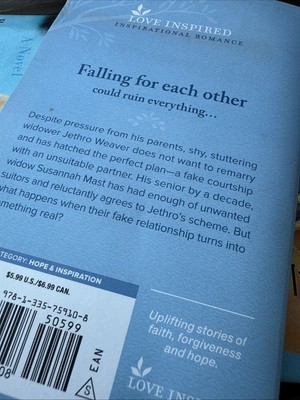 A Novel
LOVE INSPIRED
INSPIRATIONAL ROMANCE
Falling for each other
could ruin everything...
Despite pressure from his parents, shy, stuttering
widower Jethro Weaver does not want to remarry
and has hatched the perfect plan—a fake courtship
with an unsuitable partner. His senior by a decade,
widow Susannah Mast has had enough of unwanted
suitors and reluctantly agrees to Jethro's scheme. But
what happens when their fake relationship turns into
something real?
CATEGORY: HOPE & INSPIRATION
$5.99 U.S./$6.99 CAN.
978-1-335-75910-8
50599
EAN
S
08
Uplifting stories of
faith, forgiveness
and hope.
LOVE INSP